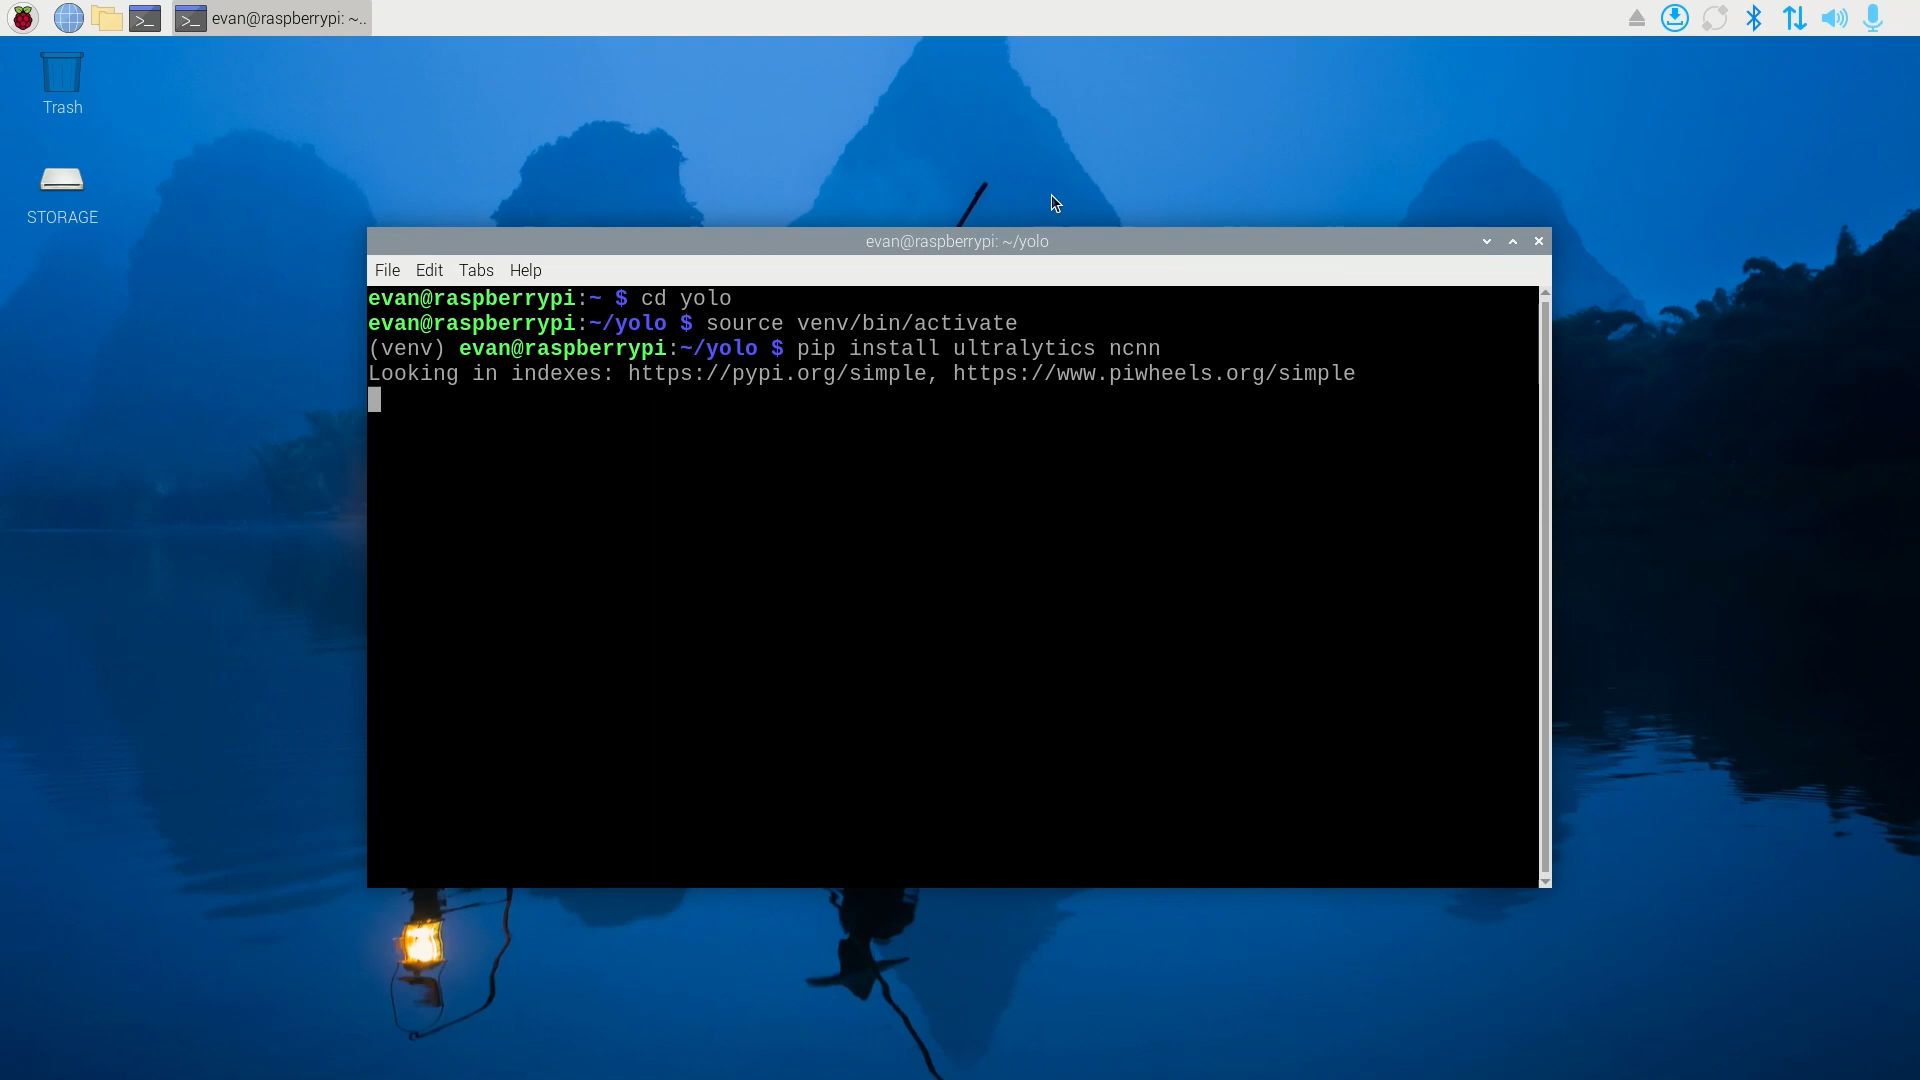 evan@raspberrypi: ~..
Trash
STORAGE
evan@raspberrypi: ~/yolo
File Edit Tabs Help
evan@raspberrypi:~ $ cd yolo
evan@raspberrypi:~/yolo $ source venv/bin/activate
(venv) evan@raspberrypi:~/yolo $ pip install ultralytics ncnn
Looking in indexes: https://pypi.org/simple, https://www.piwheels.org/simple